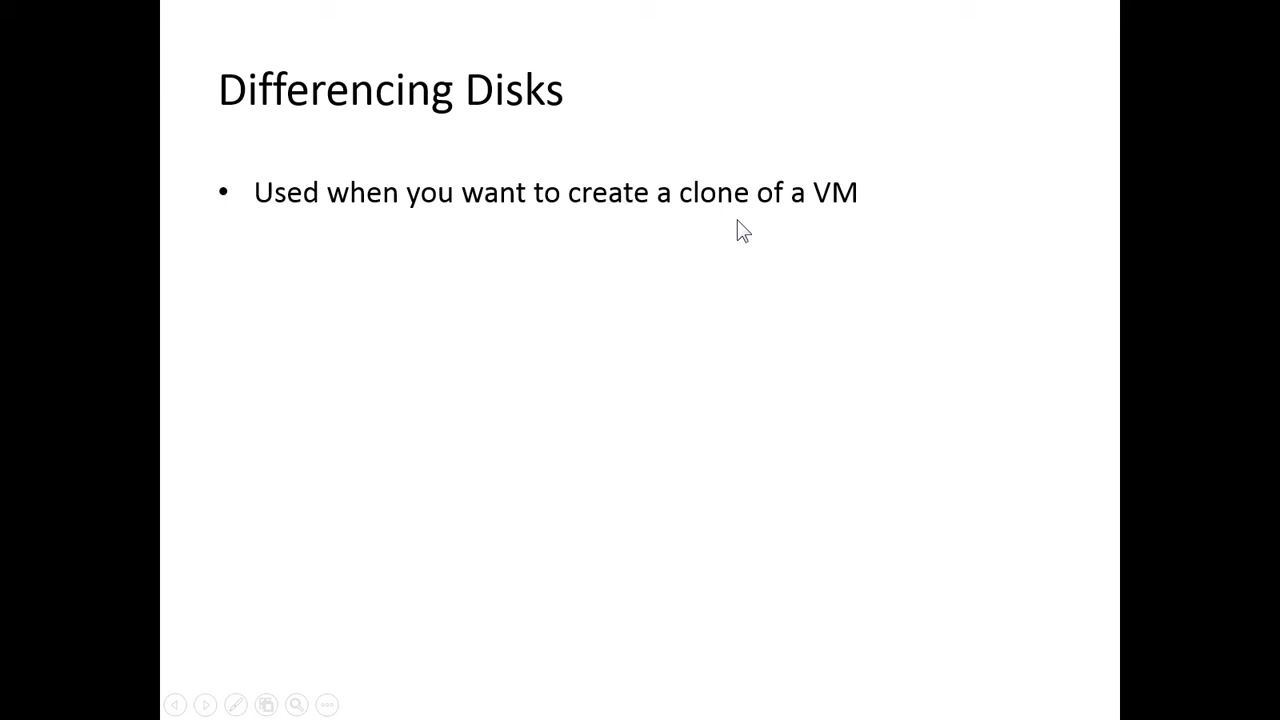 Differencing Disks
• Used when you want to create a clone of a VM